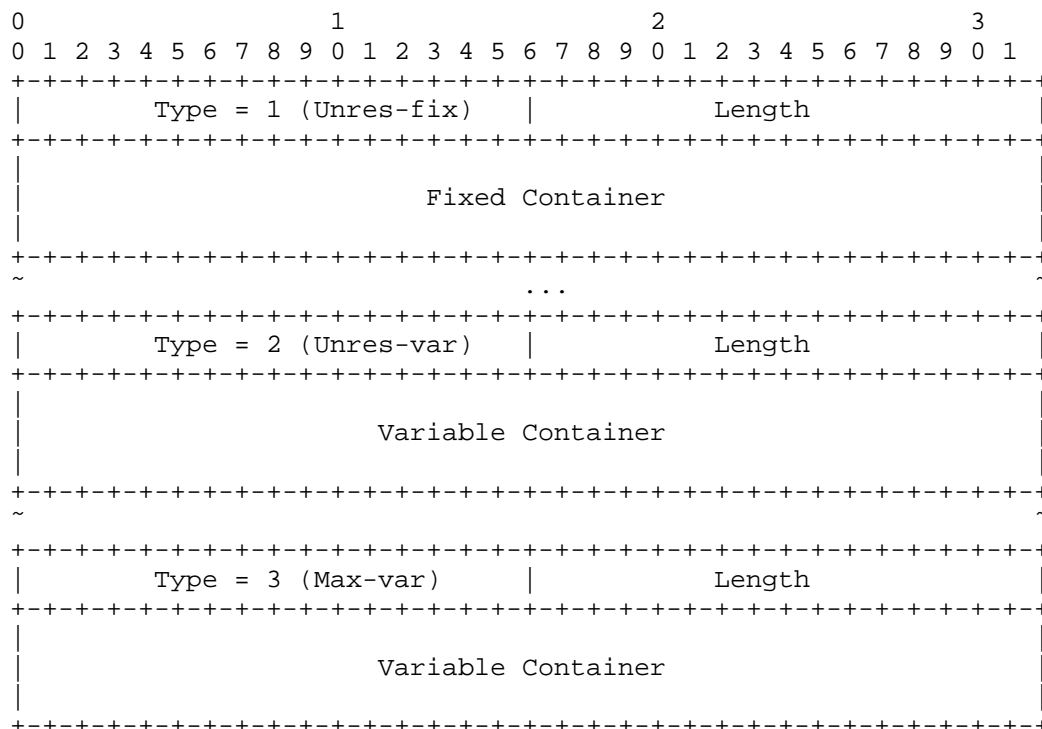 0                   1                   2                   3
0 1 2 3 4 5 6 7 8 9 0 1 2 3 4 5 6 7 8 9 0 1 2 3 4 5 6 7 8 9 0 1
+-+-+-+-+-+-+-+-+-+-+-+-+-+-+-+-+-+-+-+-+-+-+-+-+-+-+-+-+-+-+-+-+
|        Type = 1 (Unres-fix)   |           Length              |
+-+-+-+-+-+-+-+-+-+-+-+-+-+-+-+-+-+-+-+-+-+-+-+-+-+-+-+-+-+-+-+-+
|                                                               |
|                         Fixed Container                       |
|                                                               |
+-+-+-+-+-+-+-+-+-+-+-+-+-+-+-+-+-+-+-+-+-+-+-+-+-+-+-+-+-+-+-+-+
~                               ...                             ~
+-+-+-+-+-+-+-+-+-+-+-+-+-+-+-+-+-+-+-+-+-+-+-+-+-+-+-+-+-+-+-+-+
|        Type = 2 (Unres-var)   |           Length              |
+-+-+-+-+-+-+-+-+-+-+-+-+-+-+-+-+-+-+-+-+-+-+-+-+-+-+-+-+-+-+-+-+
|                                                               |
|                      Variable Container                       |
|                                                               |
+-+-+-+-+-+-+-+-+-+-+-+-+-+-+-+-+-+-+-+-+-+-+-+-+-+-+-+-+-+-+-+-+
~                                                               ~
+-+-+-+-+-+-+-+-+-+-+-+-+-+-+-+-+-+-+-+-+-+-+-+-+-+-+-+-+-+-+-+-+
|        Type = 3 (Max-var)     |           Length              |
+-+-+-+-+-+-+-+-+-+-+-+-+-+-+-+-+-+-+-+-+-+-+-+-+-+-+-+-+-+-+-+-+
|                                                               |
|                      Variable Container                       |
|                                                               |
+-+-+-+-+-+-+-+-+-+-+-+-+-+-+-+-+-+-+-+-+-+-+-+-+-+-+-+-+-+-+-+-+